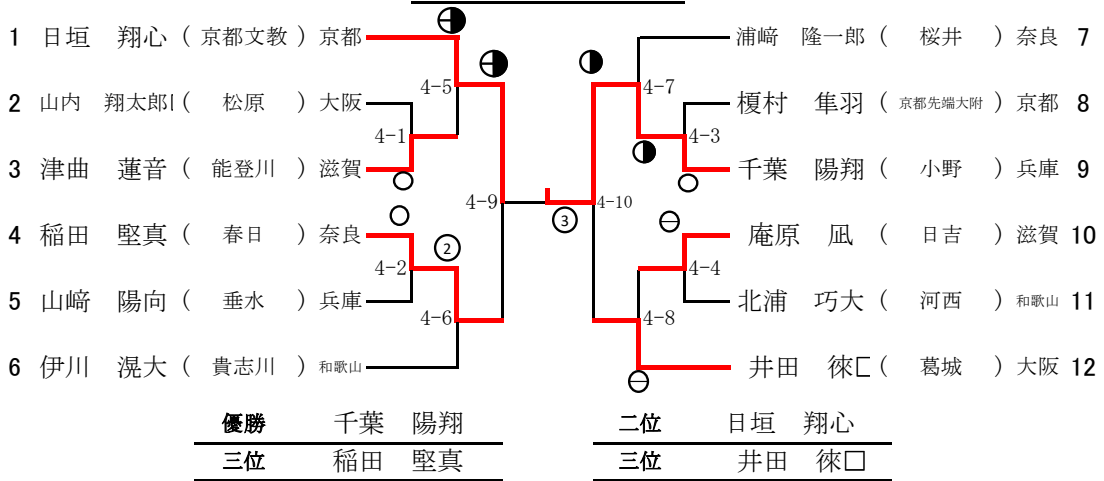 1 日垣 翔心 ( 京都文教 ) 京都
2 山内 翔太郎 ( 松原 ) 大阪
3 津曲 蓮音 ( 能登川 ) 滋賀
4 稲田 堅真 ( 春日 ) 奈良
5 山﨑 陽向 ( 垂水 ) 兵庫
6 伊川 滉大 ( 貴志川 ) 和歌山
4-1
4-2
4-5
4-6
②
4-9
③
4-10
4-7
4-8
4-3
4-4
浦﨑 隆一郎 ( 桜井 ) 奈良 7
榎村 隼羽 ( 京都先端大附 ) 京都 8
千葉 陽翔 ( 小野 ) 兵庫 9
庵原 凪 ( 日吉 ) 滋賀 10
北浦 巧大 ( 河西 ) 和歌山 11
井田 徠□ ( 葛城 ) 大阪 12
優勝 千葉 陽翔 二位 日垣 翔心
三位 稲田 堅真 三位 井田 徠□